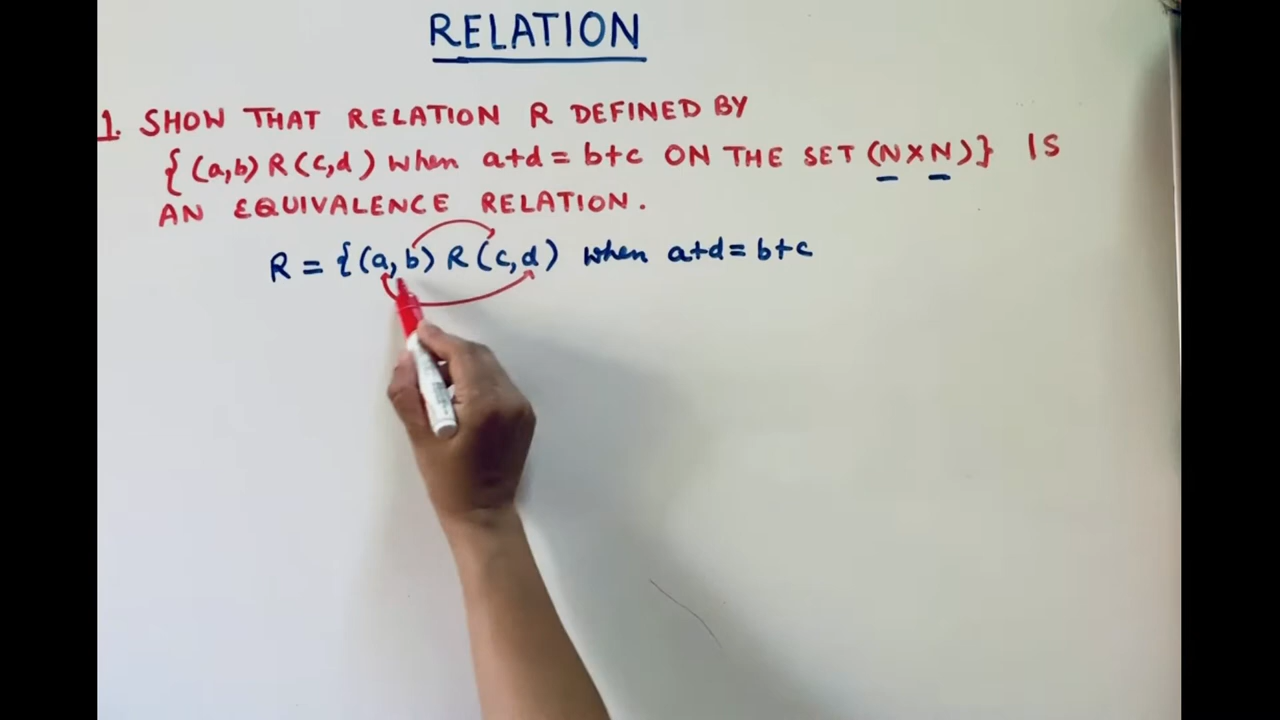 RELATION
1. SHOW THAT RELATION R DEFINED BY
{(a,b) R (c,d) when a+d = b+c ON THE SET (N×N)} IS
AN EQUIVALENCE RELATION.
R = {(a,b) R (c,d) when a+d = b+c